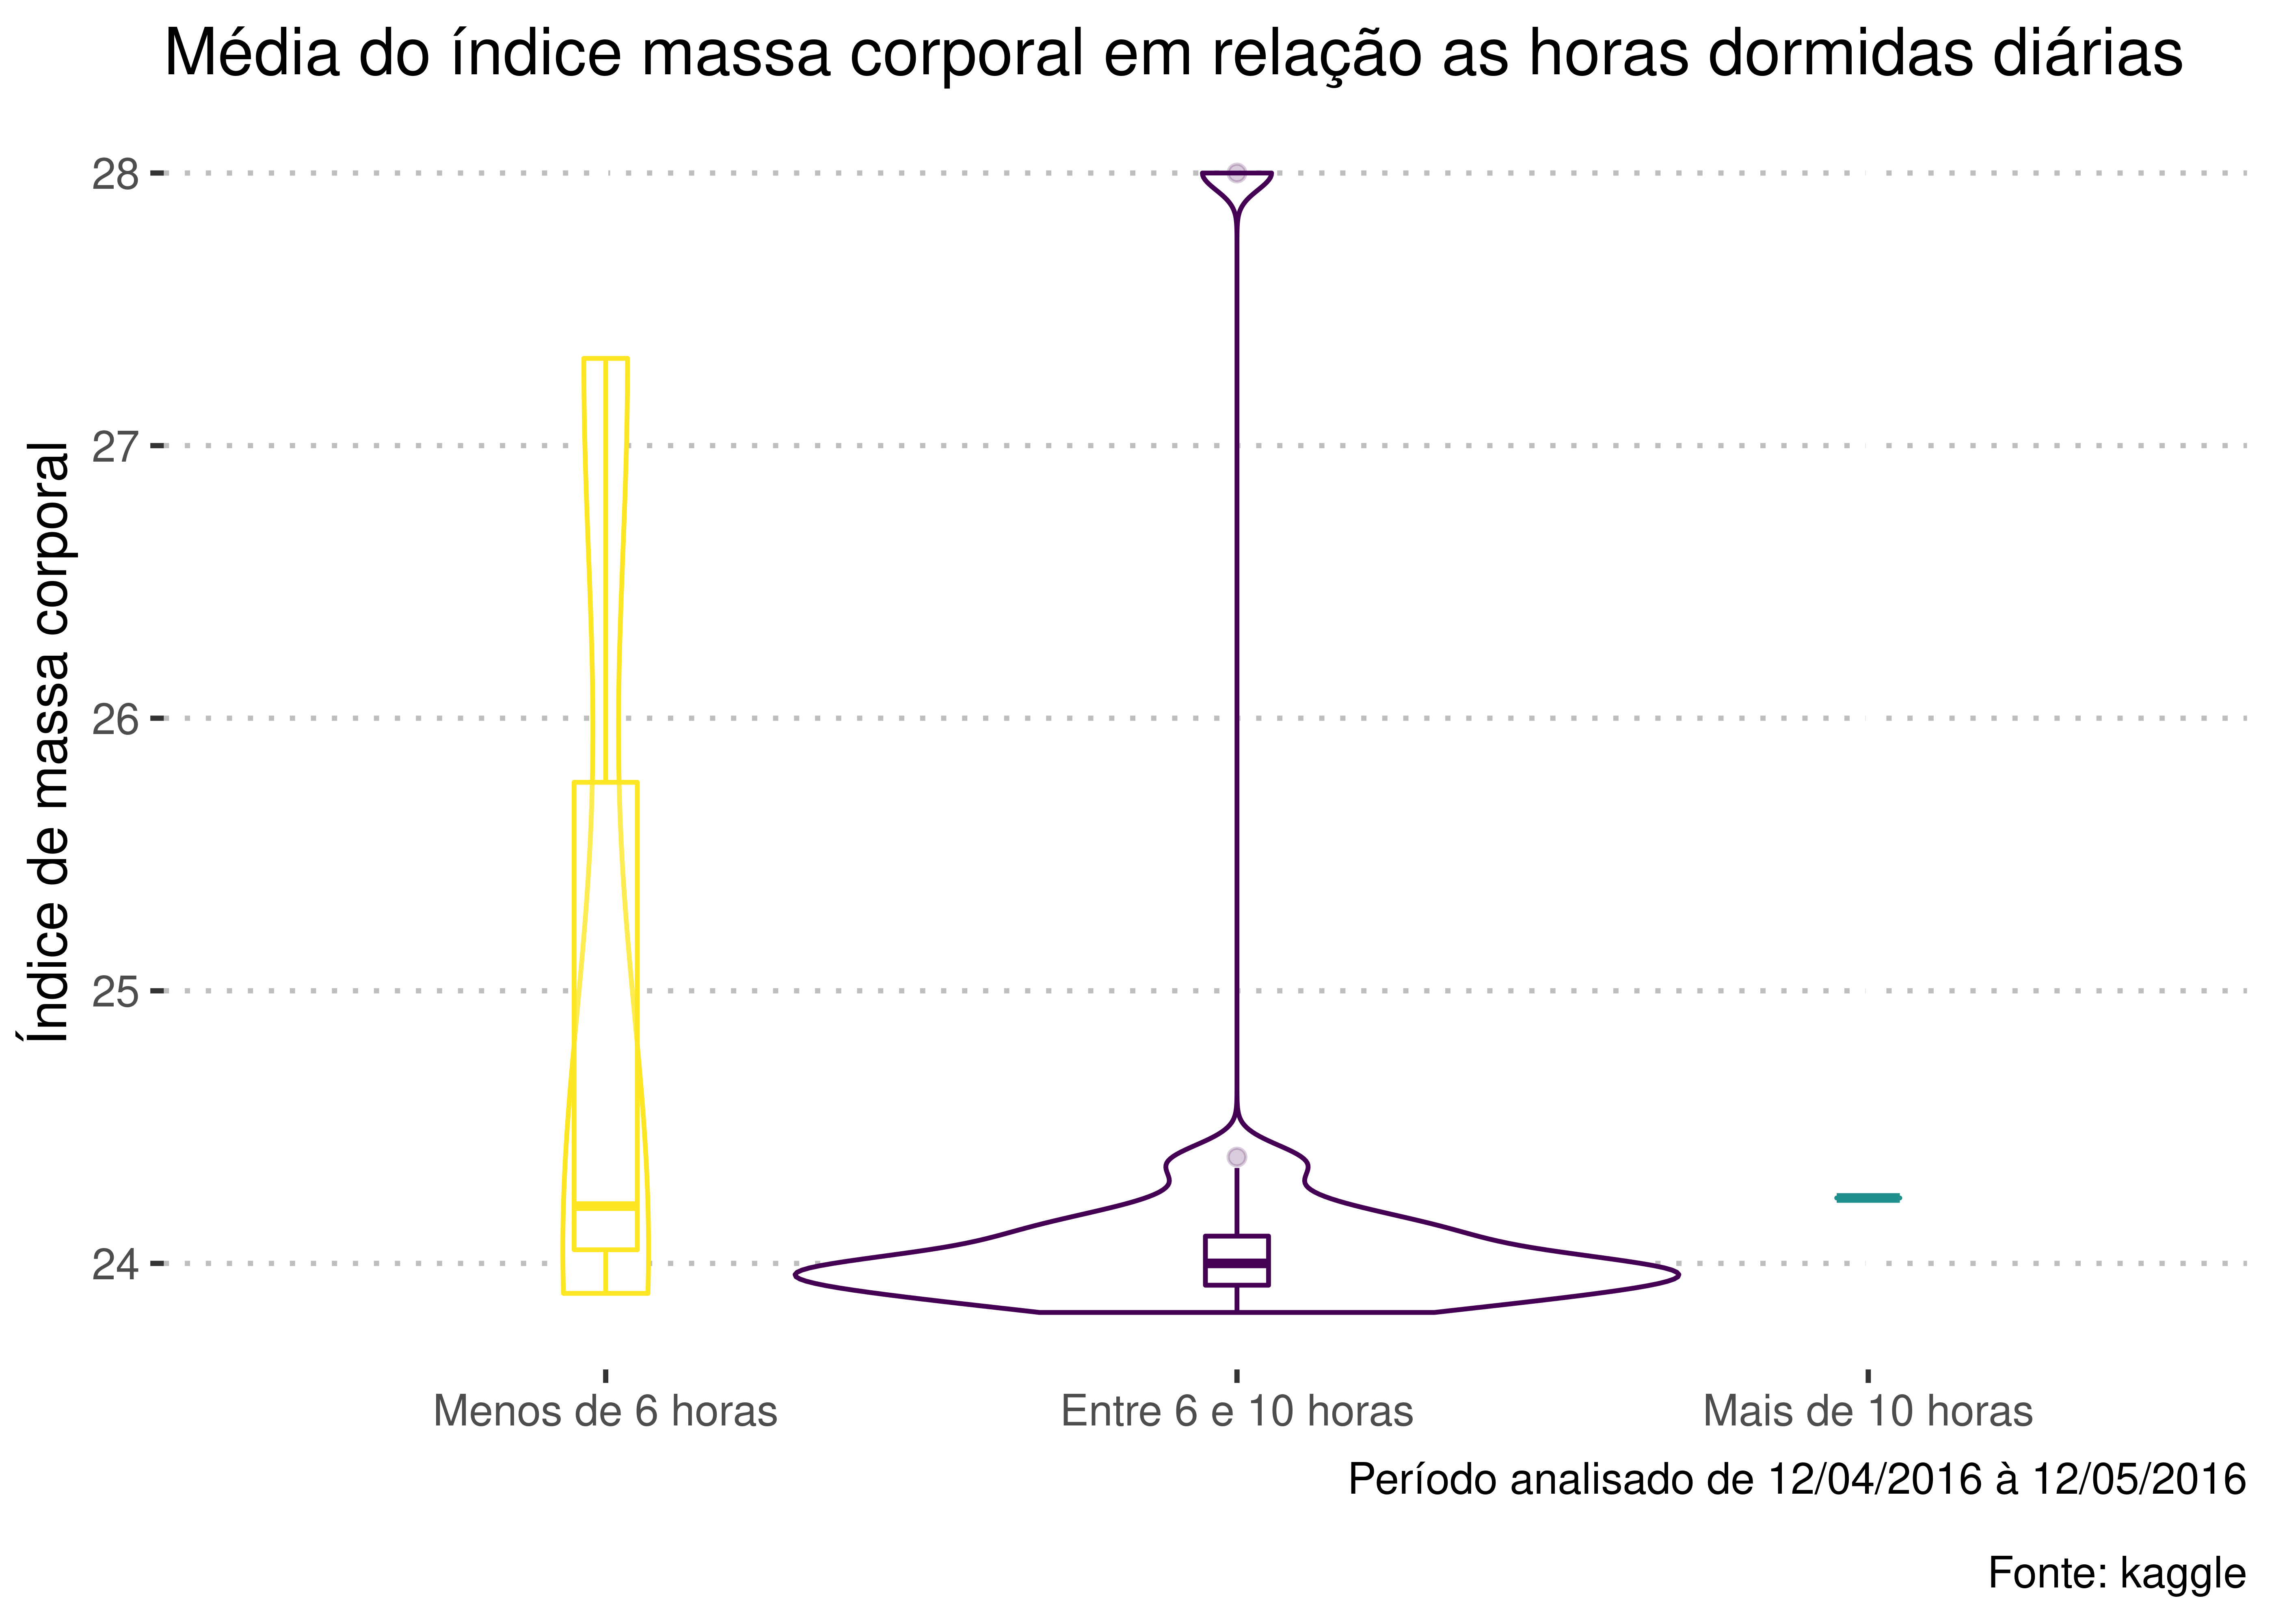 Média do índice massa corporal em relação as horas dormidas diárias
Índice de massa corporal
28
27
26
25
24
Menos de 6 horas
Entre 6 e 10 horas
Mais de 10 horas
Período analisado de 12/04/2016 à 12/05/2016
Fonte: kaggle